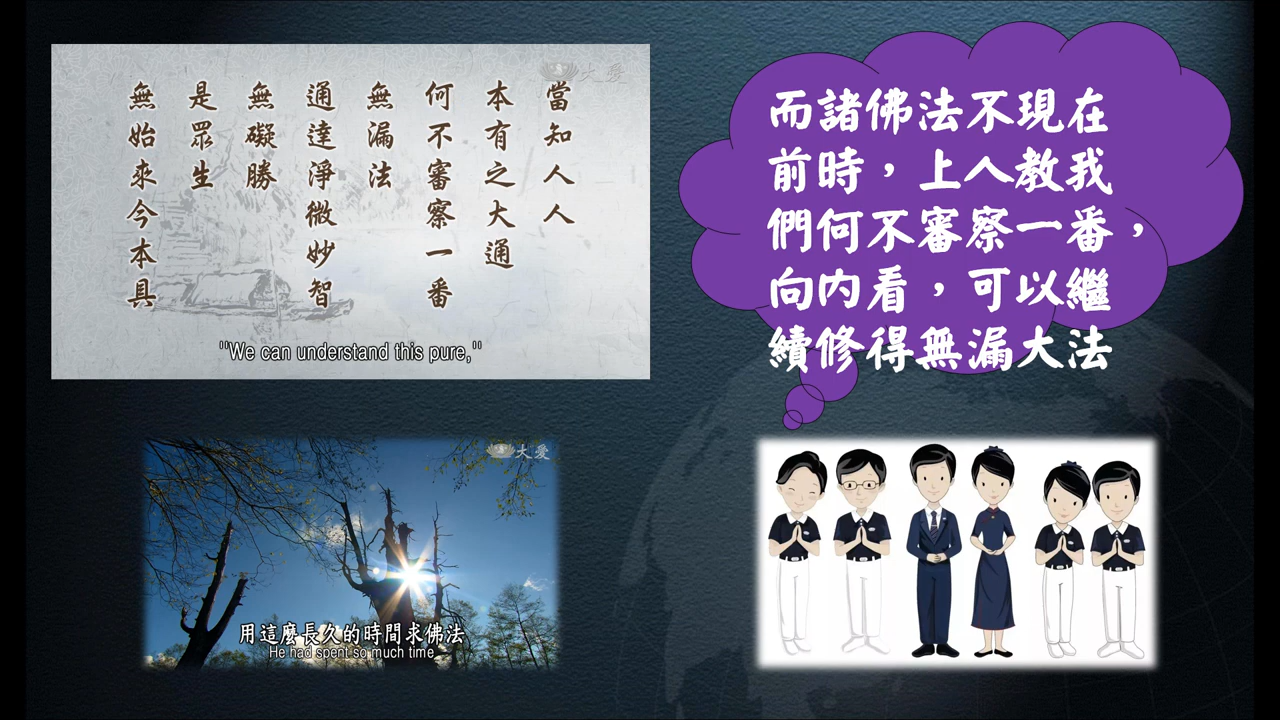 大愛
當知人人
本有之大通
何不審察一番
無漏法
通達淨微妙智
無礙勝
是眾生
無始來今本具
"We can understand this pure,"
而諸佛法不現在
前時，上人教我
們何不審察一番，
向內看，可以繼
續修得無漏大法
大愛
用這麼長久的時間求佛法
He had spent so much time